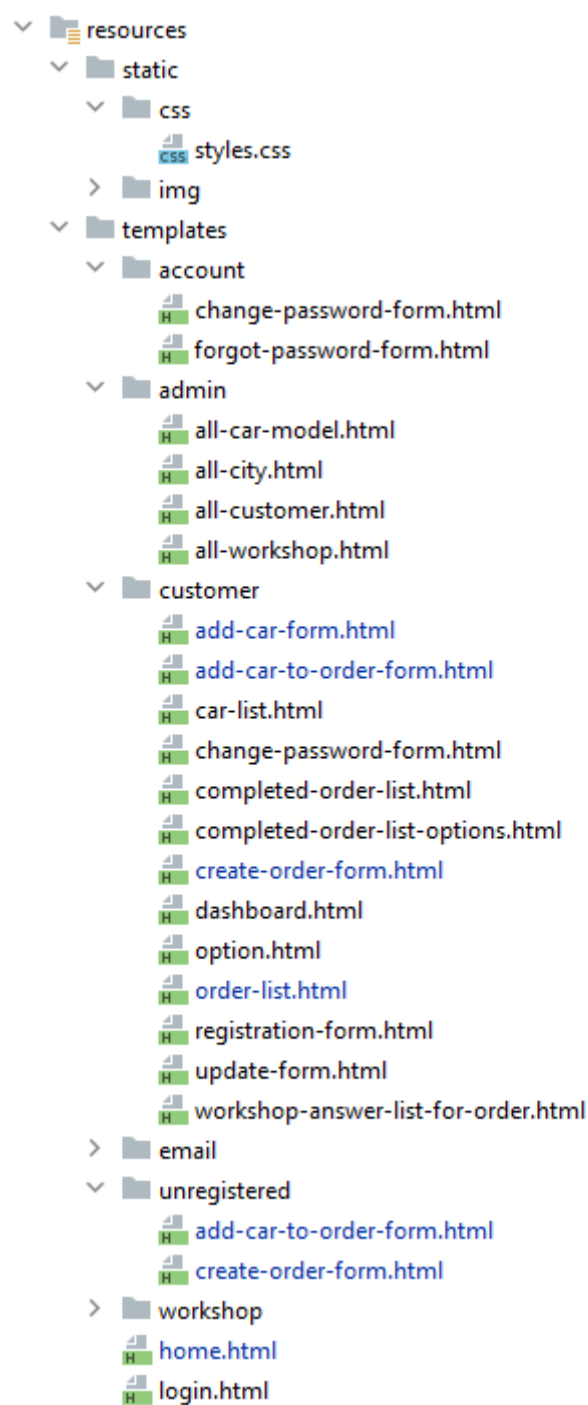 resources
static
css
CSS styles.css
img
templates
account
H change-password-form.html
H forgot-password-form.html
admin
H all-car-model.html
H all-city.html
H all-customer.html
H all-workshop.html
customer
H add-car-form.html
H add-car-to-order-form.html
H car-list.html
H change-password-form.html
H completed-order-list.html
H completed-order-list-options.html
H create-order-form.html
H dashboard.html
H option.html
H order-list.html
H registration-form.html
H update-form.html
H workshop-answer-list-for-order.html
email
unregistered
H add-car-to-order-form.html
H create-order-form.html
workshop
H home.html
H login.html